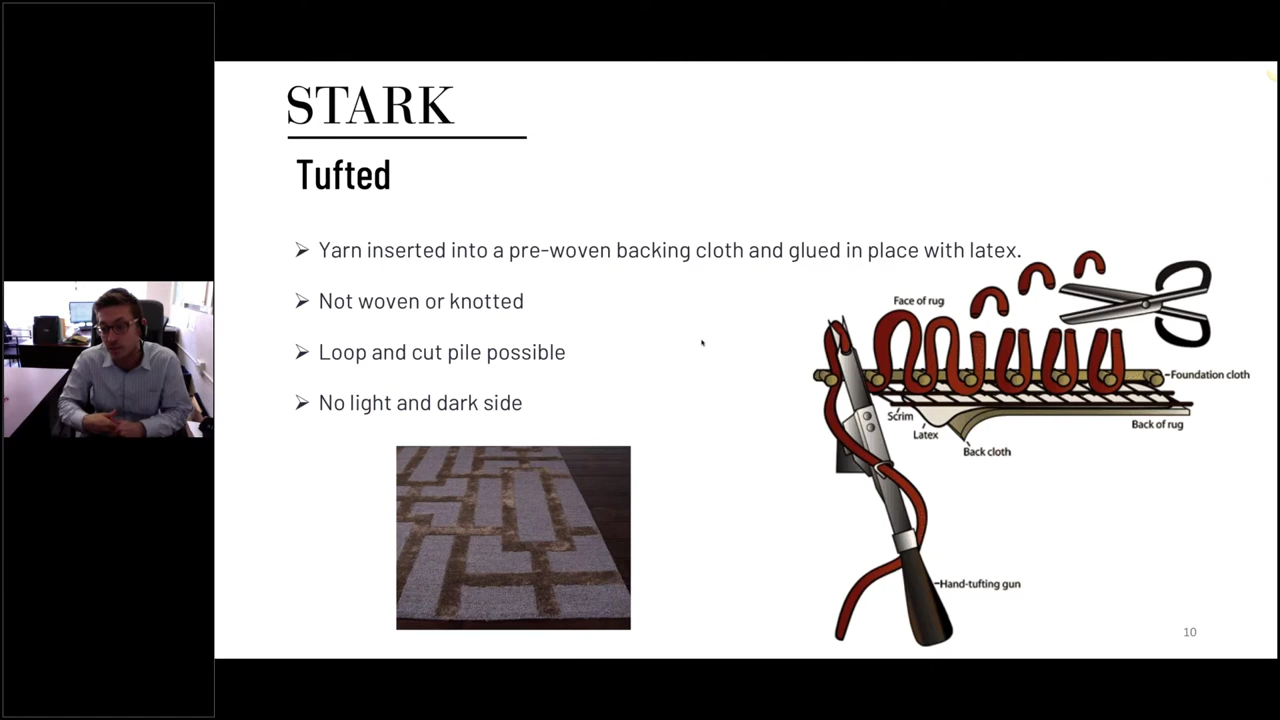 STARK
Tufted
➢ Yarn inserted into a pre-woven backing cloth and glued in place with latex.
➢ Not woven or knotted
➢ Loop and cut pile possible
➢ No light and dark side
Face of rug
Foundation cloth
Scrim
Latex
Back cloth
Back of rug
Hand-tufting gun
10